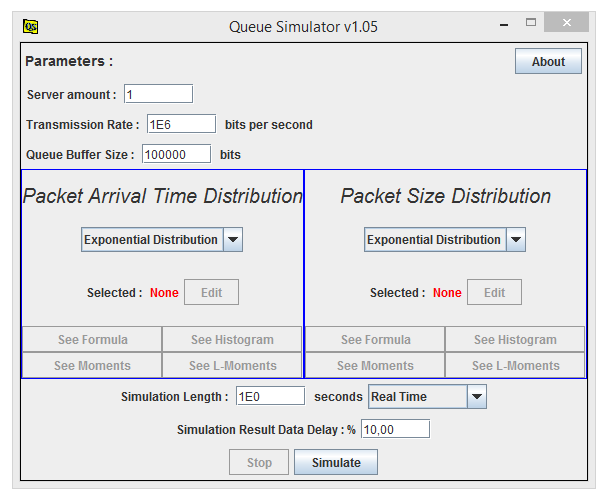 QS Queue Simulator v1.05
Parameters : About
Server amount : 1
Transmission Rate : 1E6 bits per second
Queue Buffer Size : 100000 bits
Packet Arrival Time Distribution Packet Size Distribution
Exponential Distribution Exponential Distribution
Selected : None Edit Selected : None Edit
See Formula See Histogram See Formula See Histogram
See Moments See L-Moments See Moments See L-Moments
Simulation Length : 1E0 seconds Real Time
Simulation Result Data Delay : % 10,00
Stop Simulate